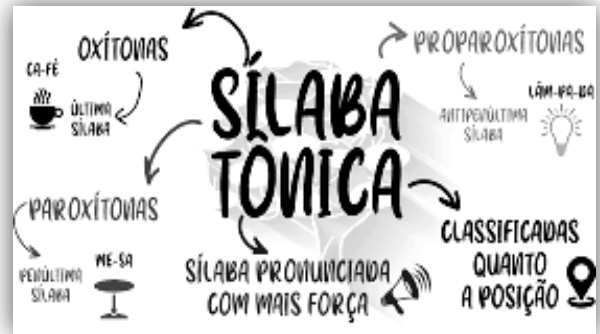 OXÍTONAS
CA-FÉ
ÚLTIMA
SÍLABA
PROPAROXÍTONAS
LÂM-PA-DA
ANTIPENÚLTIMA
SÍLABA
SÍLABA
TÔNICA
PAROXÍTONAS
PENÚLTIMA
SÍLABA
ME-SA
SÍLABA PRONUNCIADA
COM MAIS FORÇA
CLASSIFICADAS
QUANTO
A POSIÇÃO